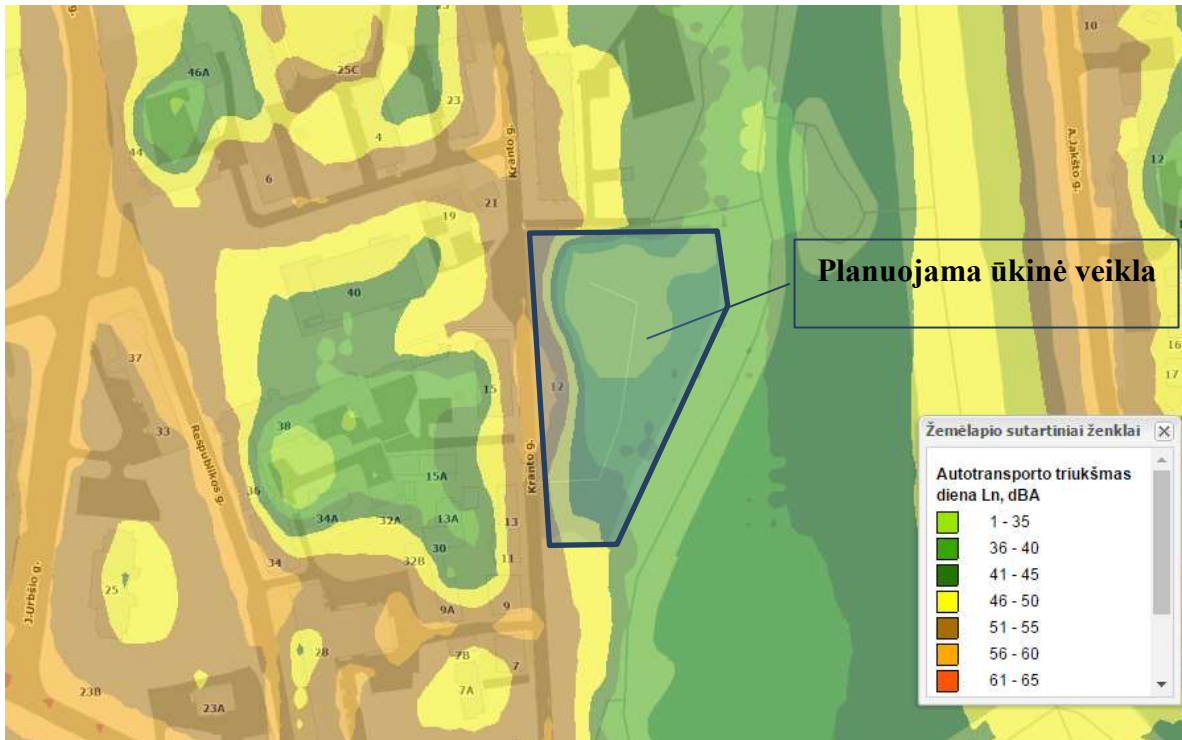 g.
46A
25C
23
10
44
4
Kranto g.
A.Jakšto g.
12
6
21
19
Planuojama ūkinė veikla
40
37
16
15
12
17
38
33
Respublikos g.
Kranto g.
Žemėlapio sutartiniai ženklai
Autotransporto triukšmas
diena Ln, dBA
1 - 35
36 - 40
41 - 45
46 - 50
51 - 55
56 - 60
61 - 65
15A
36
34A
32A
13A
13
30
32B
11
34
25
J.Urbšio g.
9A
9
28
7B
7
7A
23B
23A